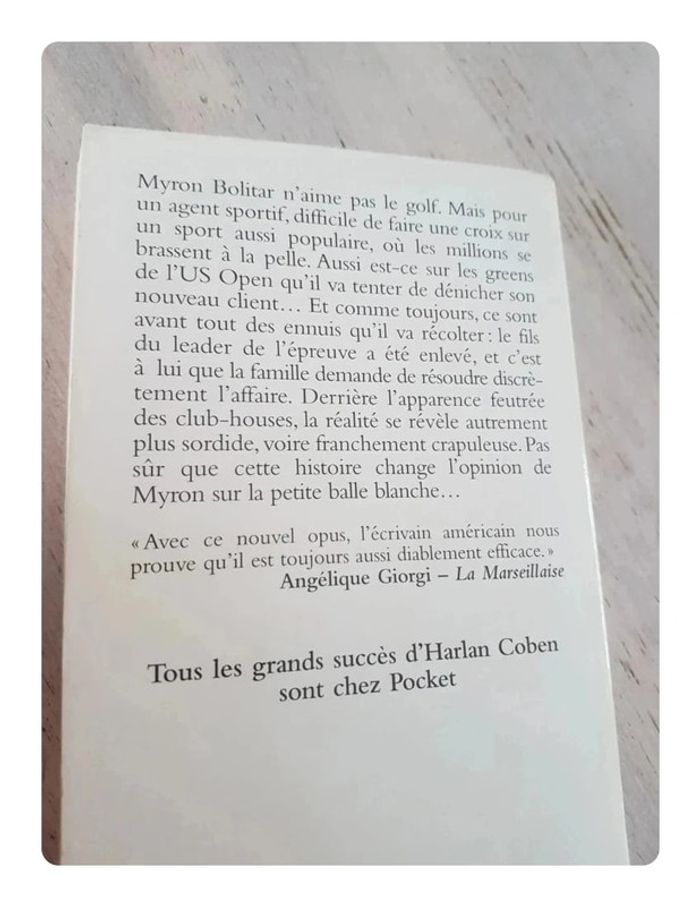 Myron Bolitar n'aime pas le golf. Mais pour
un agent sportif, difficile de faire une croix sur
un sport aussi populaire, où les millions se
brassent à la pelle. Aussi est-ce sur les greens
de l'US Open qu'il va tenter de dénicher son
nouveau client… Et comme toujours, ce sont
avant tout des ennuis qu'il va récolter : le fils
du leader de l'épreuve a été enlevé, et c'est
à lui que la famille demande de résoudre discrè-
tement l'affaire. Derrière l'apparence feutrée
des club-houses, la réalité se révèle autrement
plus sordide, voire franchement crapuleuse. Pas
sûr que cette histoire change l'opinion de
Myron sur la petite balle blanche…
« Avec ce nouvel opus, l'écrivain américain nous
prouve qu'il est toujours aussi diablement efficace. »
Angélique Giorgi – La Marseillaise
Tous les grands succès d'Harlan Coben
sont chez Pocket